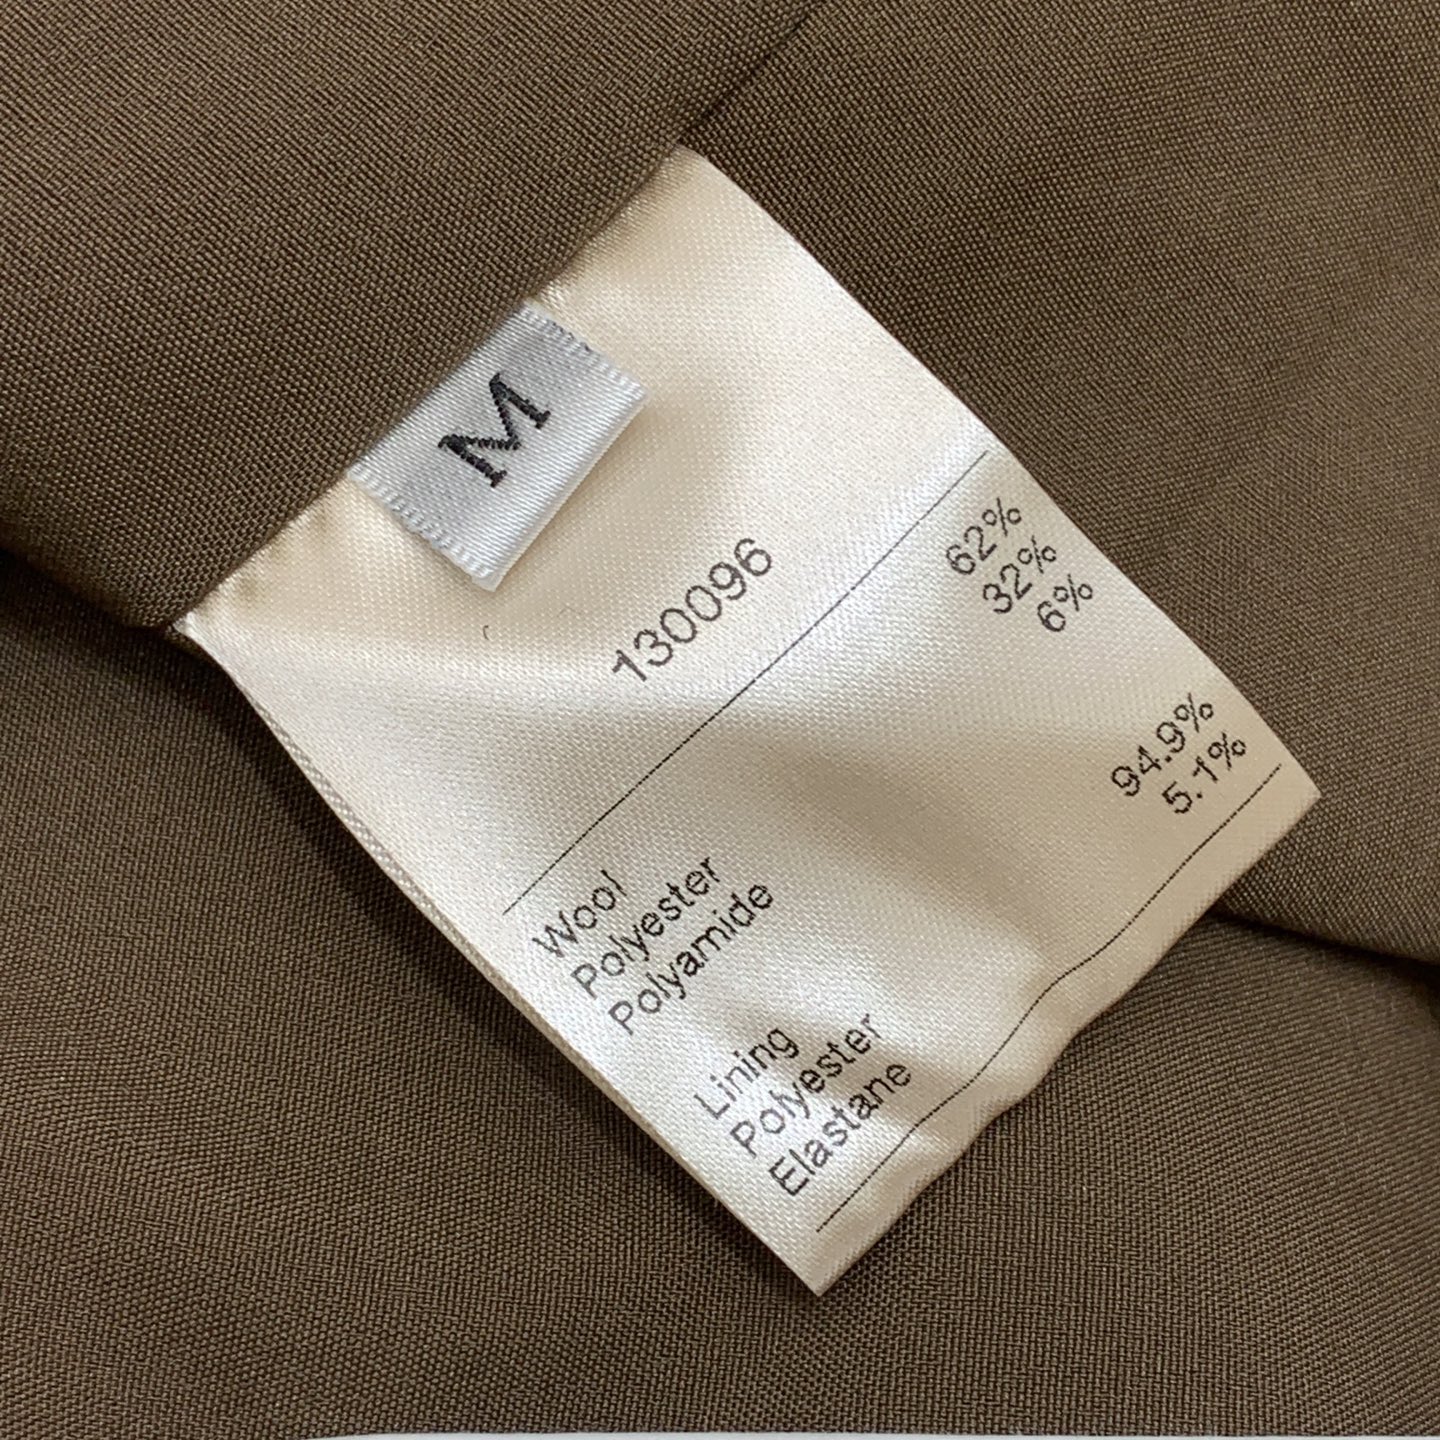 M
130096
Wool 62%
Polyester 32%
Polyamide 6%
Lining
Polyester 94.9%
Elastane 5.1%